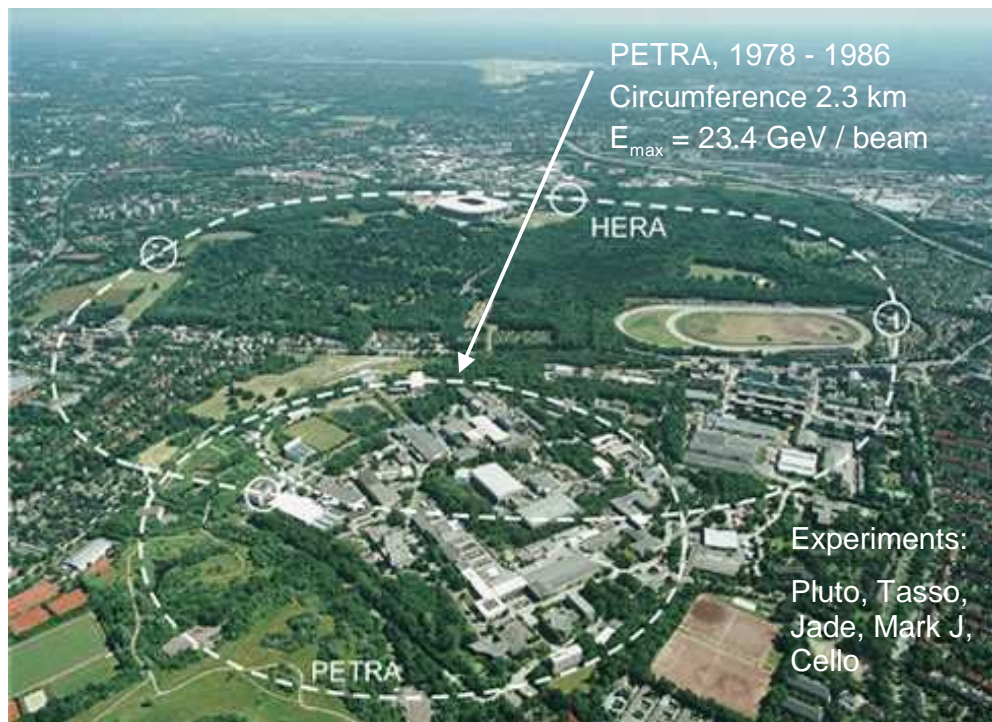 PETRA, 1978 - 1986
Circumference 2.3 km
E_max = 23.4 GeV / beam
HERA
Experiments:
Pluto, Tasso,
Jade, Mark J,
Cello
PETRA